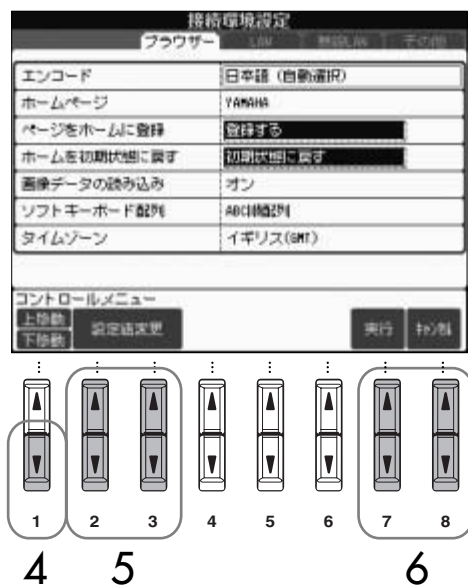 接続環境設定
ブラウザー LAN 無線LAN その他
エンコード 日本語（自動選択）
ホームページ YAMAHA
ページをホームに登録 登録する
ホームを初期状態に戻す 初期状態に戻す
画像データの読み込み オン
ソフトキーボード配列 ABC順配列
タイムゾーン イギリス(GMT)
コントロールメニュー
上移動 設定値変更 実行 キャンセル
下移動
1 2 3 4 5 6 7 8
4 5 6